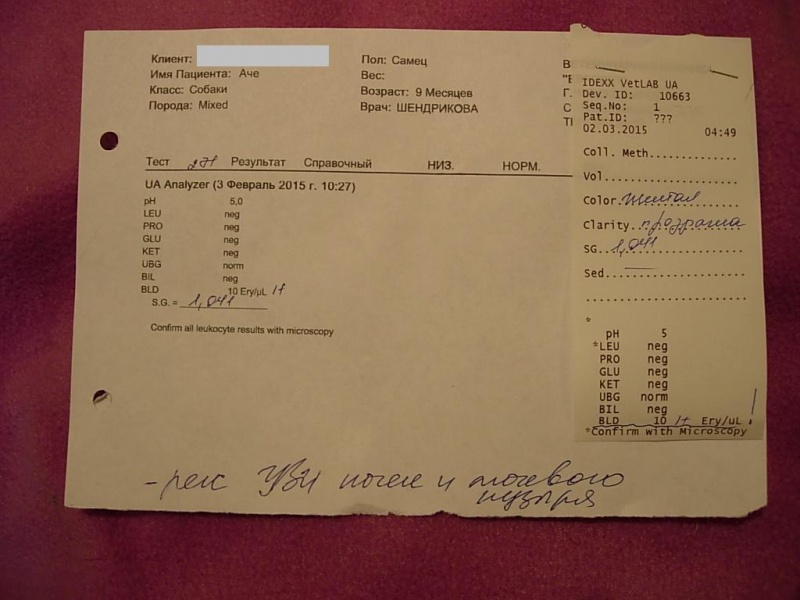 Клиент:
Имя Пациента: Аче
Класс: Собаки
Порода: Mixed
Пол: Самец
Вес:
Возраст: 9 Месяцев
Врач: ШЕНДРИКОВА
В
"Е
Г.
С
Т
Тест 271 Результат Справочный НИЗ. НОРМ.
UA Analyzer (3 Февраль 2015 г. 10:27)
pH 5,0
LEU neg
PRO neg
GLU neg
KET neg
UBG norm
BIL neg
BLD 10 Ery/µL 1+
S.G. = 1,041
Confirm all leukocyte results with microscopy
- рек УЗИ почек и мочевого
пузыря
IDEXX VetLAB UA
Dev. ID: 10663
Seq.No: 1
Pat.ID: ???
02.03.2015 04:49
Coll. Meth..............
Vol.....................
Color. желтая
Clarity. прозрачна
SG. 1,041
Sed. —
........................
*
pH 5
*LEU neg
PRO neg
GLU neg
KET neg
UBG norm
BIL neg
BLD 10 1+ Ery/uL
*Confirm with Microscopy